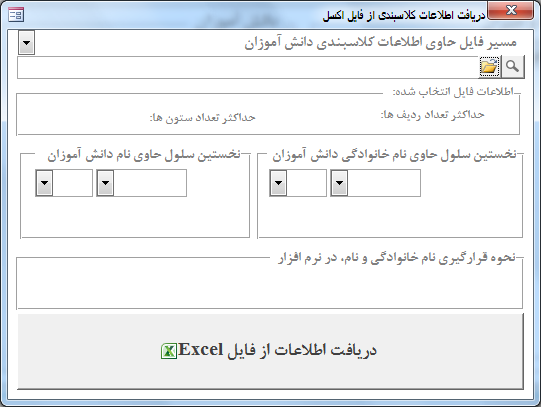 دریافت اطلاعات کلاسبندی از فایل اکسل
مسیر فایل حاوی اطلاعات کلاسبندی دانش آموزان
اطلاعات فایل انتخاب شده:
حداکثر تعداد ردیف ها:
حداکثر تعداد ستون ها:
نخستین سلول حاوی نام خانوادگی دانش آموزان
نخستین سلول حاوی نام دانش آموزان
نحوه قرارگیری نام خانوادگی و نام، در نرم افزار
دریافت اطلاعات از فایل Excel